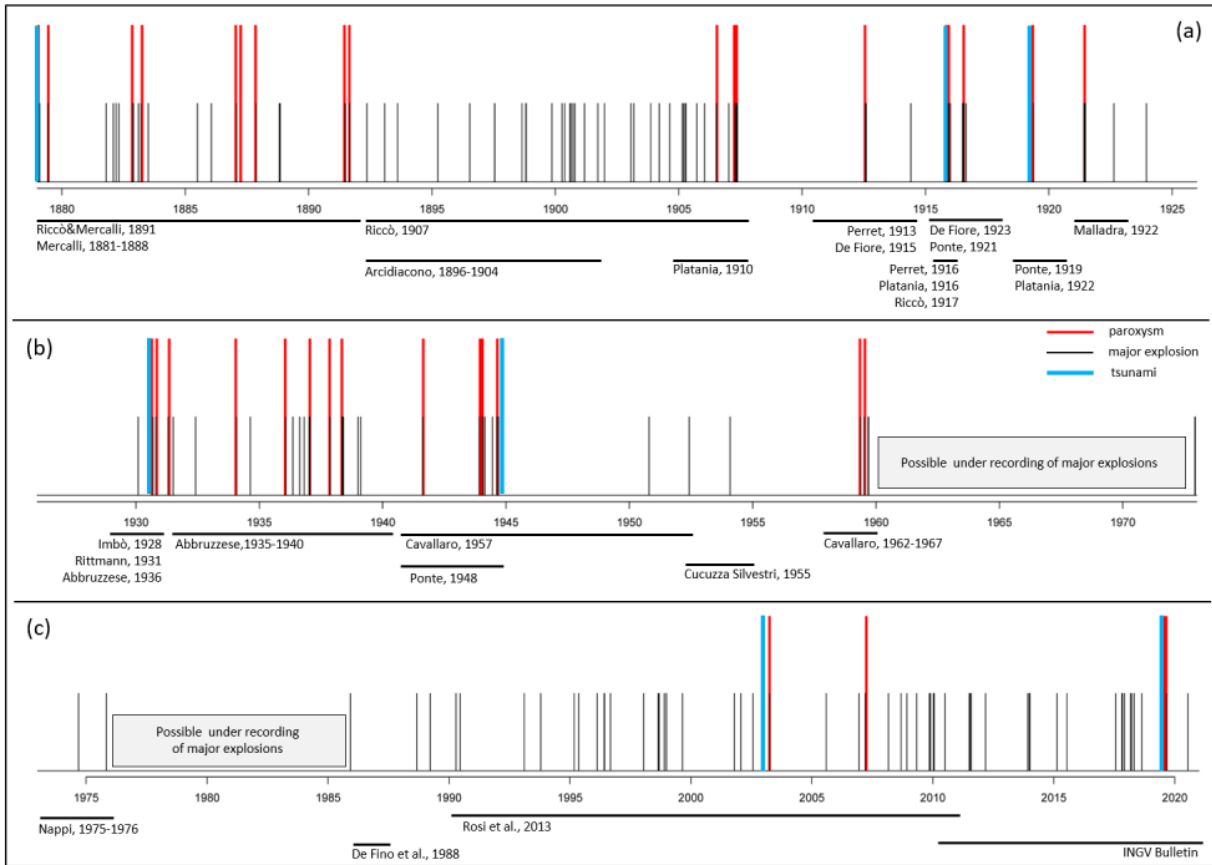 (a)
1880 1885 1890 1895 1900 1905 1910 1915 1920 1925
Riccò&Mercalli, 1891
Mercalli, 1881-1888
Riccò, 1907
Arcidiacono, 1896-1904
Platania, 1910
Perret, 1913
De Fiore, 1915
De Fiore, 1923
Ponte, 1921
Perret, 1916
Platania, 1916
Riccò, 1917
Ponte, 1919
Platania, 1922
Malladra, 1922
(b)
paroxysm
major explosion
tsunami
Possible under recording of major explosions
1930 1935 1940 1945 1950 1955 1960 1965 1970
Imbò, 1928
Rittmann, 1931
Abbruzzese, 1936
Abbruzzese,1935-1940
Cavallaro, 1957
Ponte, 1948
Cucuzza Silvestri, 1955
Cavallaro, 1962-1967
(c)
Possible under recording
of major explosions
1975 1980 1985 1990 1995 2000 2005 2010 2015 2020
Nappi, 1975-1976
De Fino et al., 1988
Rosi et al., 2013
INGV Bulletin